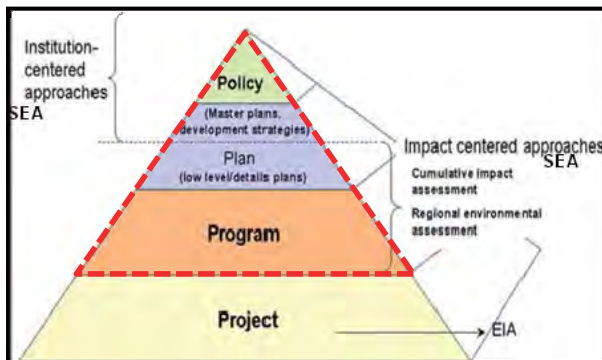 Institution-
centered
approaches
SEA
Policy
(Master plans,
development strategies)
Plan
(low level/details plans)
Program
Project
Impact centered approaches
SEA
Cumulative impact
assessment
Regional environmental
assessment
EIA